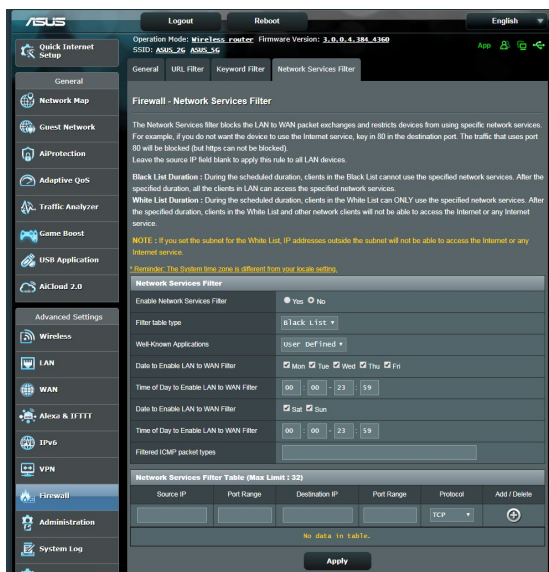 ASUS
Logout
Reboot
English
Operation Mode: Wireless router Firmware Version: 3.0.0.4.384_4360
SSID: ASUS_2G ASUS_5G
App
Quick Internet Setup
General
Network Map
Guest Network
AiProtection
Adaptive QoS
Traffic Analyzer
Game Boost
USB Application
AiCloud 2.0
Advanced Settings
Wireless
LAN
WAN
Alexa & IFTTT
IPv6
VPN
Firewall
Administration
System Log
General
URL Filter
Keyword Filter
Network Services Filter
Firewall - Network Services Filter
The Network Services filter blocks the LAN to WAN packet exchanges and restricts devices from using specific network services.
For example, if you do not want the device to use the Internet service, key in 80 in the destination port. The traffic that uses port
80 will be blocked (but https can not be blocked).
Leave the source IP field blank to apply this rule to all LAN devices.
Black List Duration : During the scheduled duration, clients in the Black List cannot use the specified network services. After the
specified duration, all the clients in LAN can access the specified network services.
White List Duration : During the scheduled duration, clients in the White List can ONLY use the specified network services. After
the specified duration, clients in the White List and other network clients will not be able to access the Internet or any Internet
service.
NOTE : If you set the subnet for the White List, IP addresses outside the subnet will not be able to access the Internet or any
Internet service.
* Reminder: The System time zone is different from your locale setting.
Network Services Filter
Enable Network Services Filter Yes No
Filter table type Black List
Well-Known Applications User Defined
Date to Enable LAN to WAN Filter Mon Tue Wed Thu Fri
Time of Day to Enable LAN to WAN Filter 00 : 00 - 23 : 59
Date to Enable LAN to WAN Filter Sat Sun
Time of Day to Enable LAN to WAN Filter 00 : 00 - 23 : 59
Filtered ICMP packet types
Network Services Filter Table (Max Limit : 32)
Source IP Port Range Destination IP Port Range Protocol Add / Delete
TCP
No data in table.
Apply